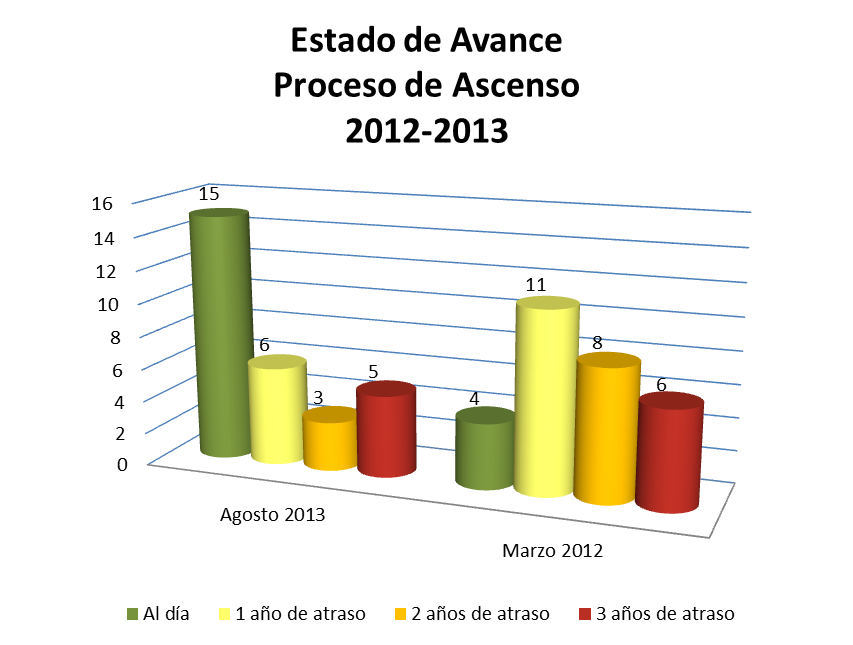 Estado de Avance
Proceso de Ascenso
2012-2013
16
14
12
10
8
6
4
2
0
15
6
3
5
4
11
8
6
Agosto 2013
Marzo 2012
Al día
1 año de atraso
2 años de atraso
3 años de atraso